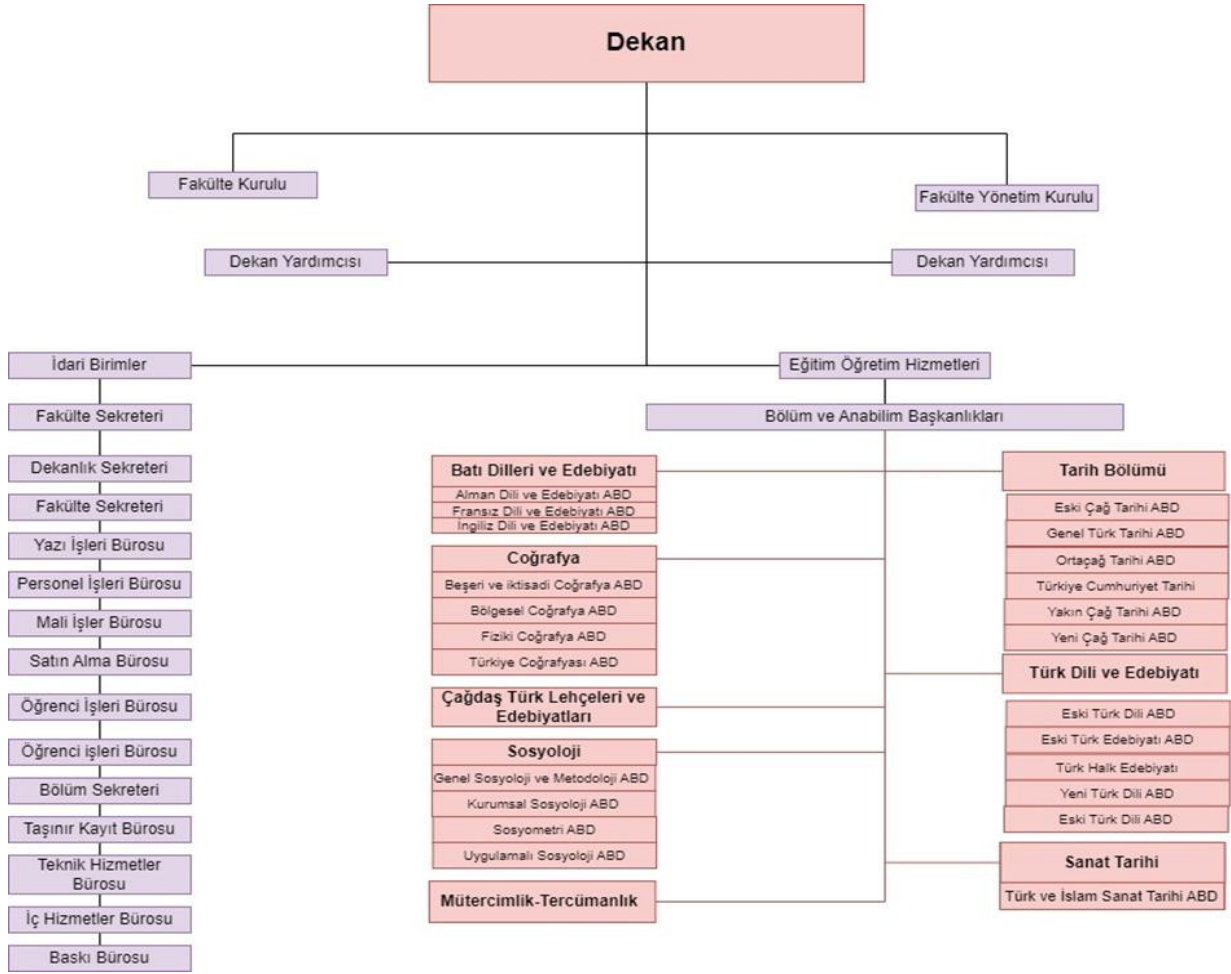 Dekan
Fakülte Kurulu
Fakülte Yönetim Kurulu
Dekan Yardımcısı
Dekan Yardımcısı
İdari Birimler
Fakülte Sekreteri
Dekanlık Sekreteri
Fakülte Sekreteri
Yazı İşleri Bürosu
Personel İşleri Bürosu
Mali İşler Bürosu
Satın Alma Bürosu
Öğrenci İşleri Bürosu
Öğrenci işleri Bürosu
Bölüm Sekreteri
Taşınır Kayıt Bürosu
Teknik Hizmetler
Bürosu
İç Hizmetler Bürosu
Baskı Bürosu
Eğitim Öğretim Hizmetleri
Bölüm ve Anabilim Başkanlıkları
Batı Dilleri ve Edebiyatı
Alman Dili ve Edebiyatı ABD
Fransız Dili ve Edebiyatı ABD
İngiliz Dili ve Edebiyatı ABD
Coğrafya
Beşeri ve iktisadi Coğrafya ABD
Bölgesel Coğrafya ABD
Fiziki Coğrafya ABD
Türkiye Coğrafyası ABD
Çağdaş Türk Lehçeleri ve
Edebiyatları
Sosyoloji
Genel Sosyoloji ve Metodoloji ABD
Kurumsal Sosyoloji ABD
Sosyometri ABD
Uygulamalı Sosyoloji ABD
Mütercimlik-Tercümanlık
Tarih Bölümü
Eski Çağ Tarihi ABD
Genel Türk Tarihi ABD
Ortaçağ Tarihi ABD
Türkiye Cumhuriyet Tarihi
Yakın Çağ Tarihi ABD
Yeni Çağ Tarihi ABD
Türk Dili ve Edebiyatı
Eski Türk Dili ABD
Eski Türk Edebiyatı ABD
Türk Halk Edebiyatı
Yeni Türk Dili ABD
Eski Türk Dili ABD
Sanat Tarihi
Türk ve İslam Sanat Tarihi ABD